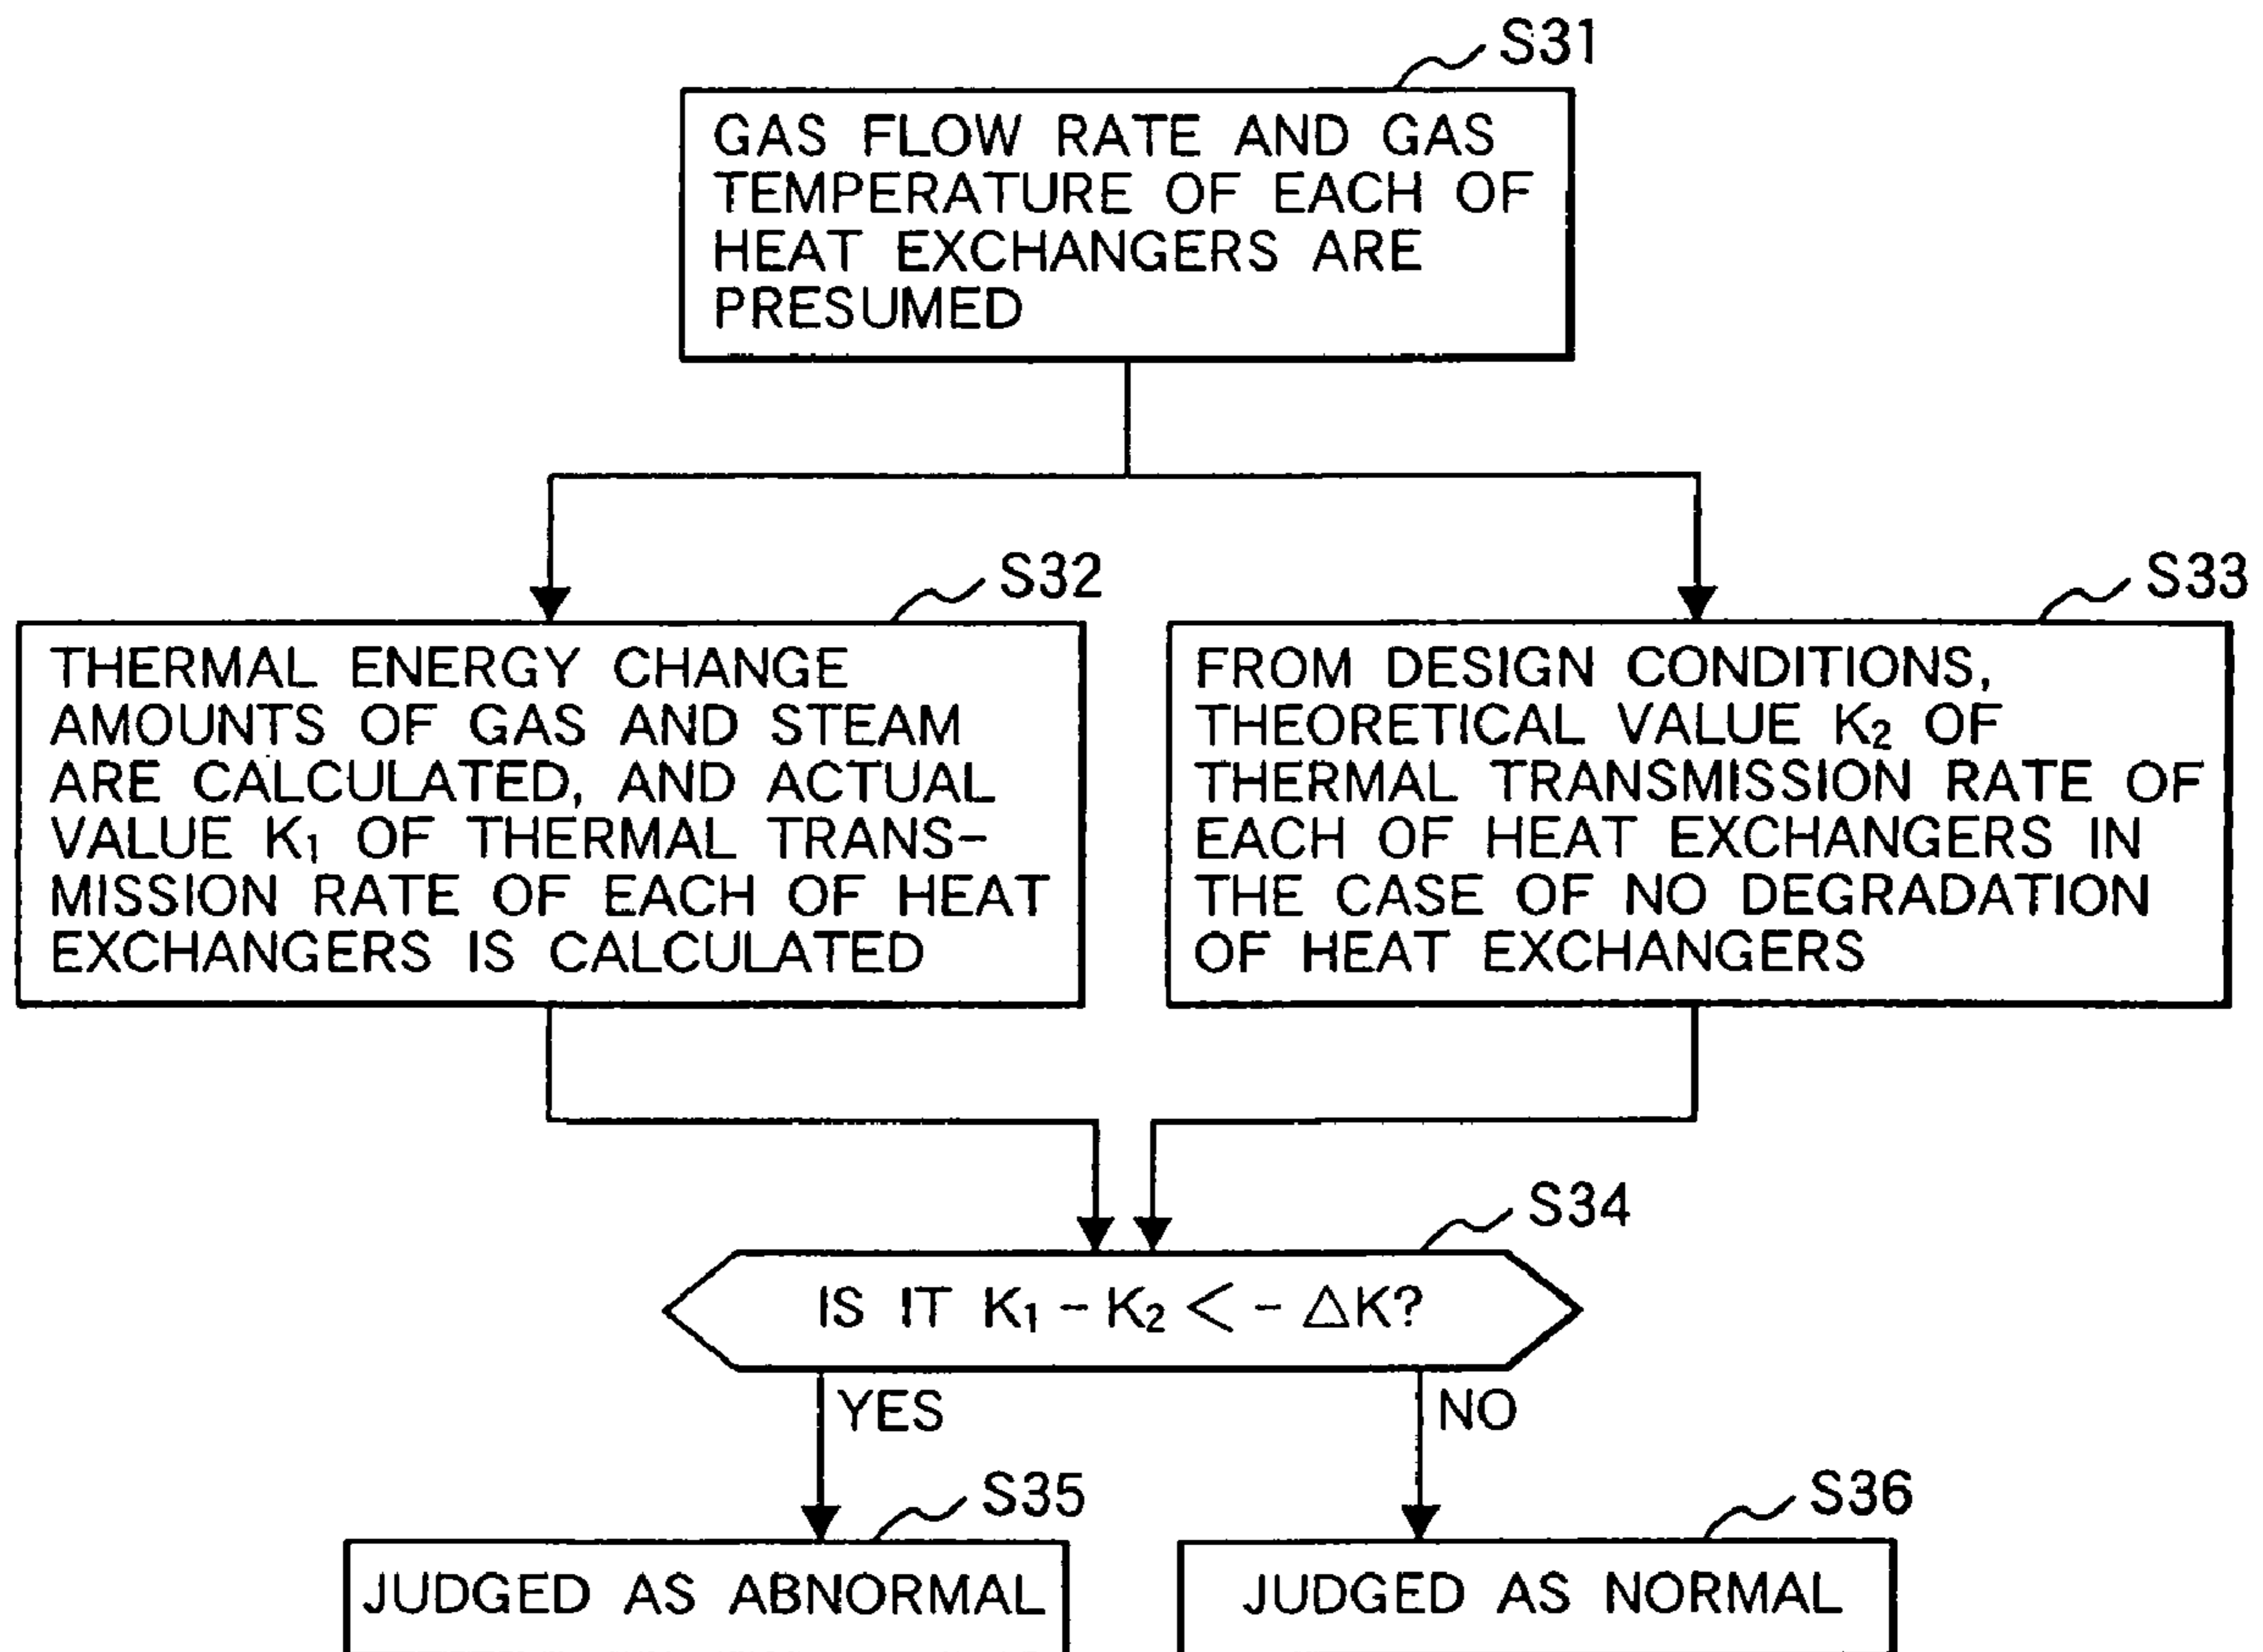 S31
GAS FLOW RATE AND GAS
TEMPERATURE OF EACH OF
HEAT EXCHANGERS ARE
PRESUMED
S32
THERMAL ENERGY CHANGE
AMOUNTS OF GAS AND STEAM
ARE CALCULATED, AND ACTUAL
VALUE K₁ OF THERMAL TRANS-
MISSION RATE OF EACH OF HEAT
EXCHANGERS IS CALCULATED
S33
FROM DESIGN CONDITIONS,
THEORETICAL VALUE K₂ OF
THERMAL TRANSMISSION RATE OF
EACH OF HEAT EXCHANGERS IN
THE CASE OF NO DEGRADATION
OF HEAT EXCHANGERS
S34
IS IT K₁ - K₂ < - △K?
YES
NO
S35
JUDGED AS ABNORMAL
S36
JUDGED AS NORMAL